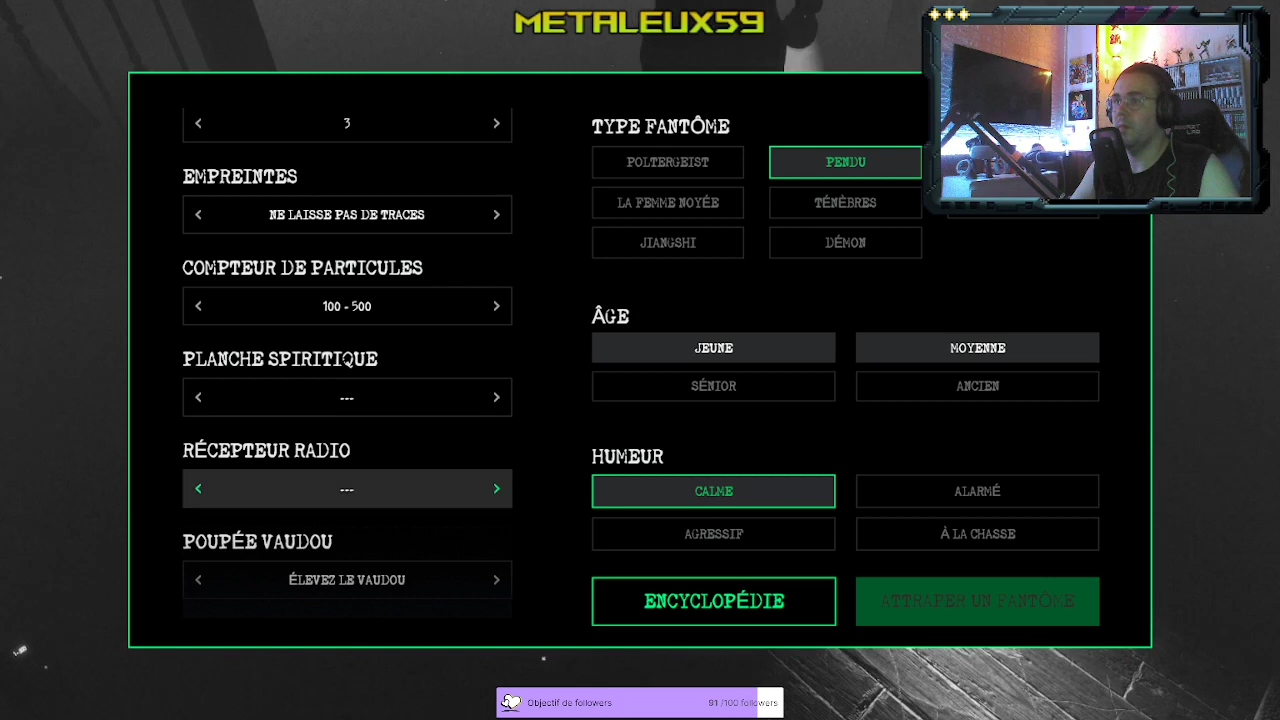 METALEUX59
3
EMPREINTES
NE LAISSE PAS DE TRACES
COMPTEUR DE PARTICULES
100 - 500
PLANCHE SPIRITIQUE
---
RÉCEPTEUR RADIO
---
POUPÉE VAUDOU
ÉLEVEZ LE VAUDOU
TYPE FANTÔME
POLTERGEIST
PENDU
LA FEMME NOYÉE
TÉNÈBRES
JIANGSHI
DÉMON
ÂGE
JEUNE
MOYENNE
SÉNIOR
ANCIEN
HUMEUR
CALME
ALARMÉ
AGRESSIF
À LA CHASSE
ENCYCLOPÉDIE
ATTRAPER UN FANTÔME
Objectif de followers
91 /100 followers